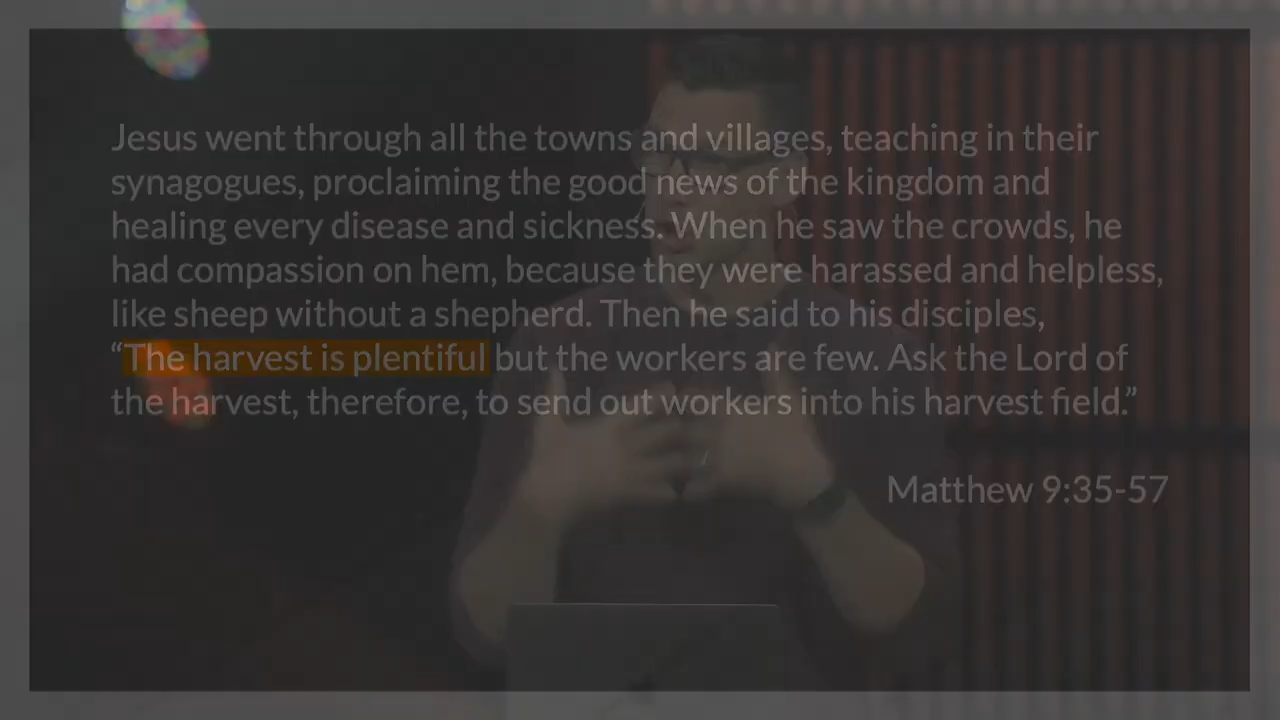 Jesus went through all the towns and villages, teaching in their
synagogues, proclaiming the good news of the kingdom and
healing every disease and sickness. When he saw the crowds, he
had compassion on hem, because they were harassed and helpless,
like sheep without a shepherd. Then he said to his disciples,
“The harvest is plentiful but the workers are few. Ask the Lord of
the harvest, therefore, to send out workers into his harvest field.”
Matthew 9:35-57